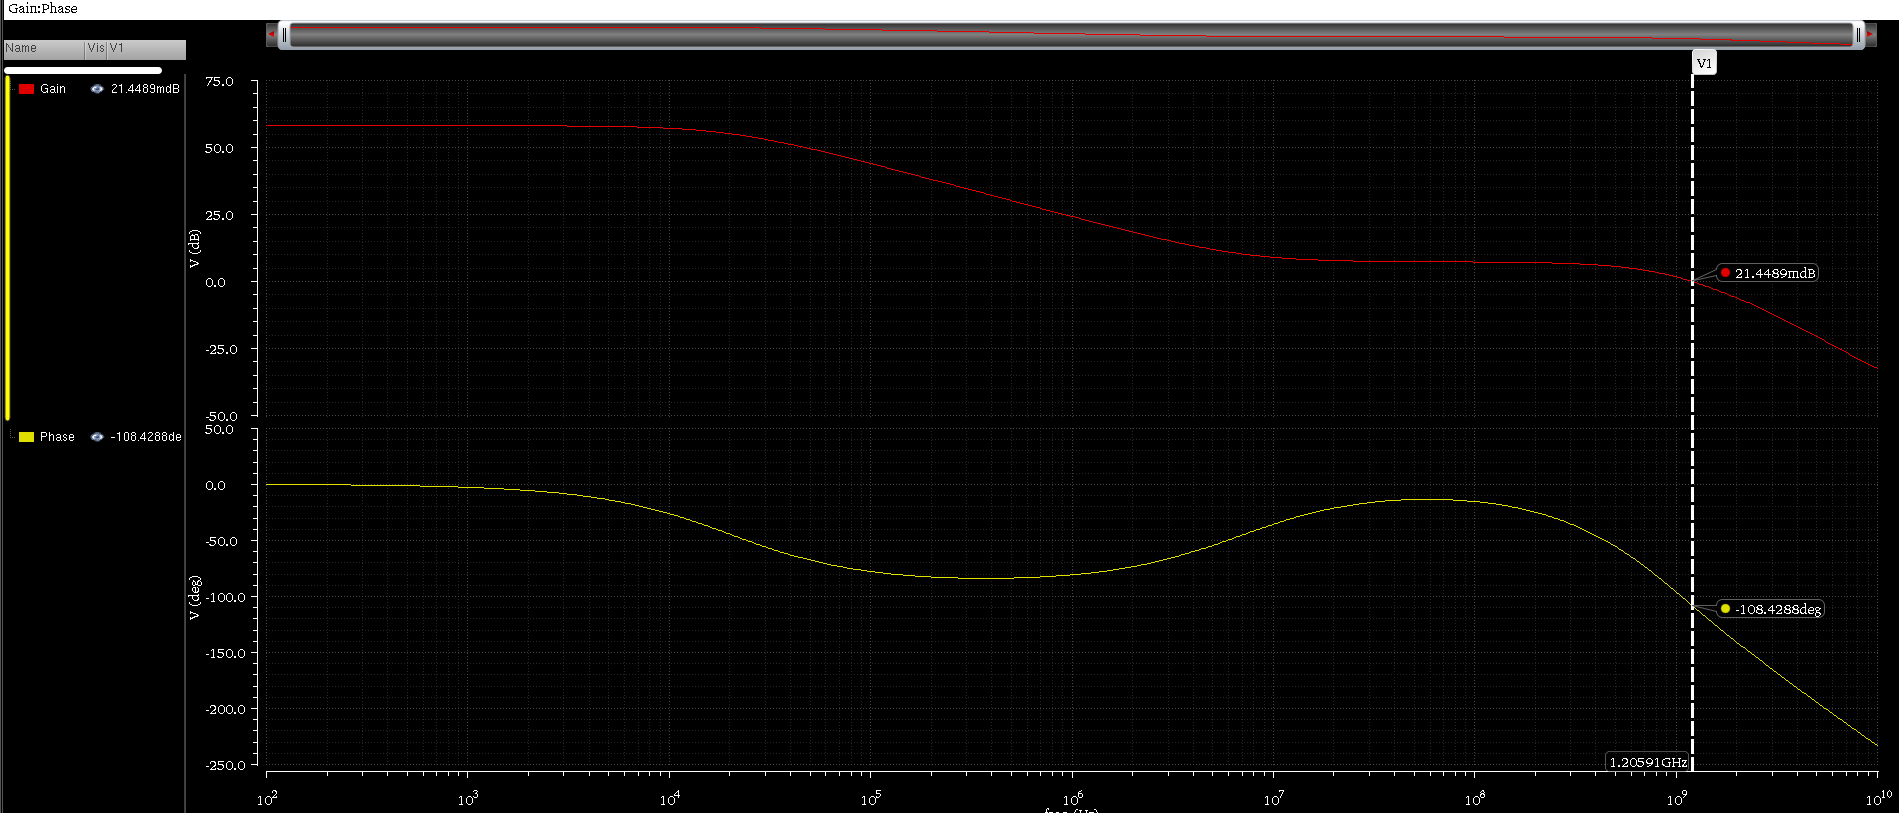 Gain:Phase
Name Vis V1
Gain 21.4489mdB
Phase -108.4288de
V1
75.0
50.0
25.0
0.0
-25.0
-50.0
V (dB)
21.4489mdB
50.0
0.0
-50.0
-100.0
-150.0
-200.0
-250.0
V (deg)
-108.4288deg
1.20591GHz
10² 10³ 10⁴ 10⁵ 10⁶ 10⁷ 10⁸ 10⁹ 10¹⁰